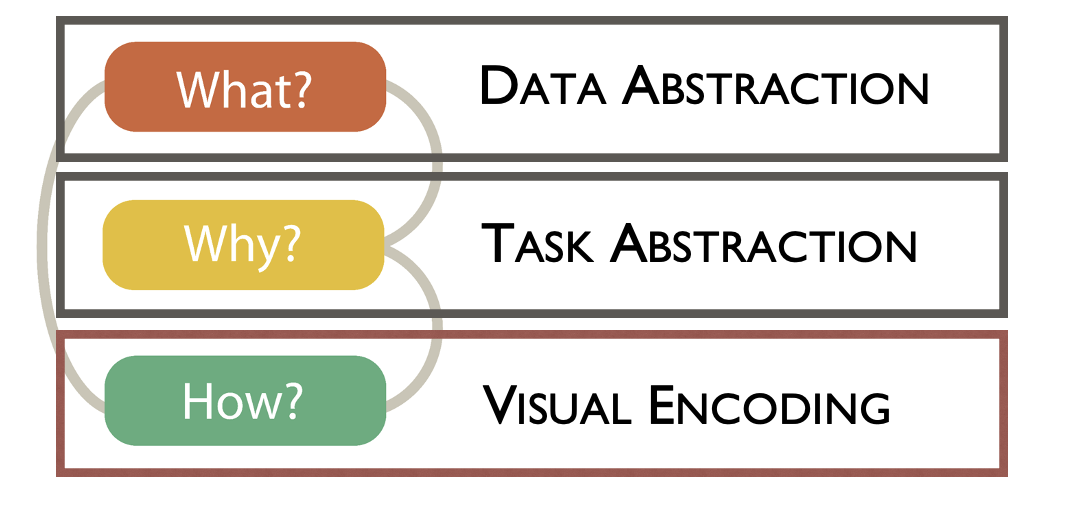 What? DATA ABSTRACTION
Why? TASK ABSTRACTION
How? VISUAL ENCODING